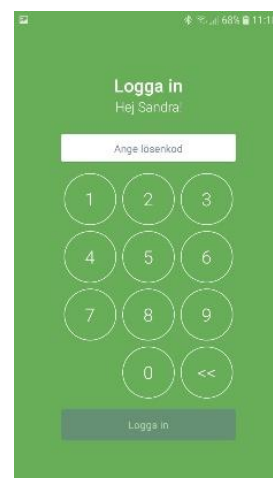 68% 11:1
Logga in
Hej Sandra!
Ange lösenkod
1 2 3
4 5 6
7 8 9
0 <<
Logga in